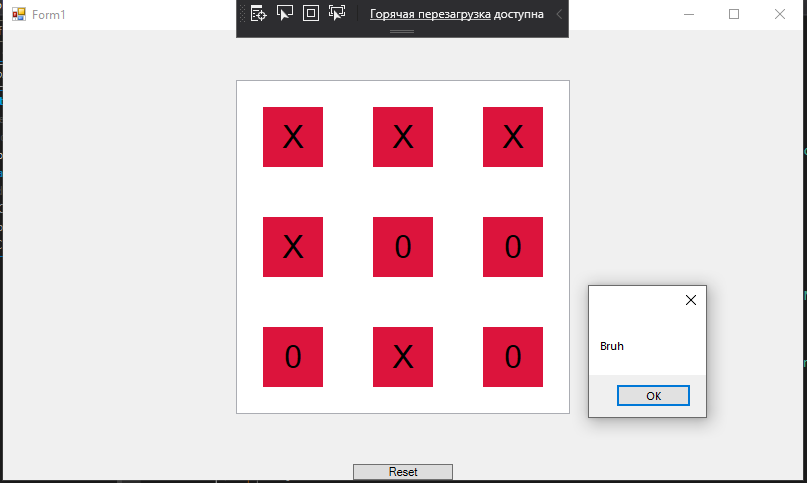 Form1
Горячая перезагрузка доступна
X X X
X 0 0
0 X 0
Bruh
OK
Reset